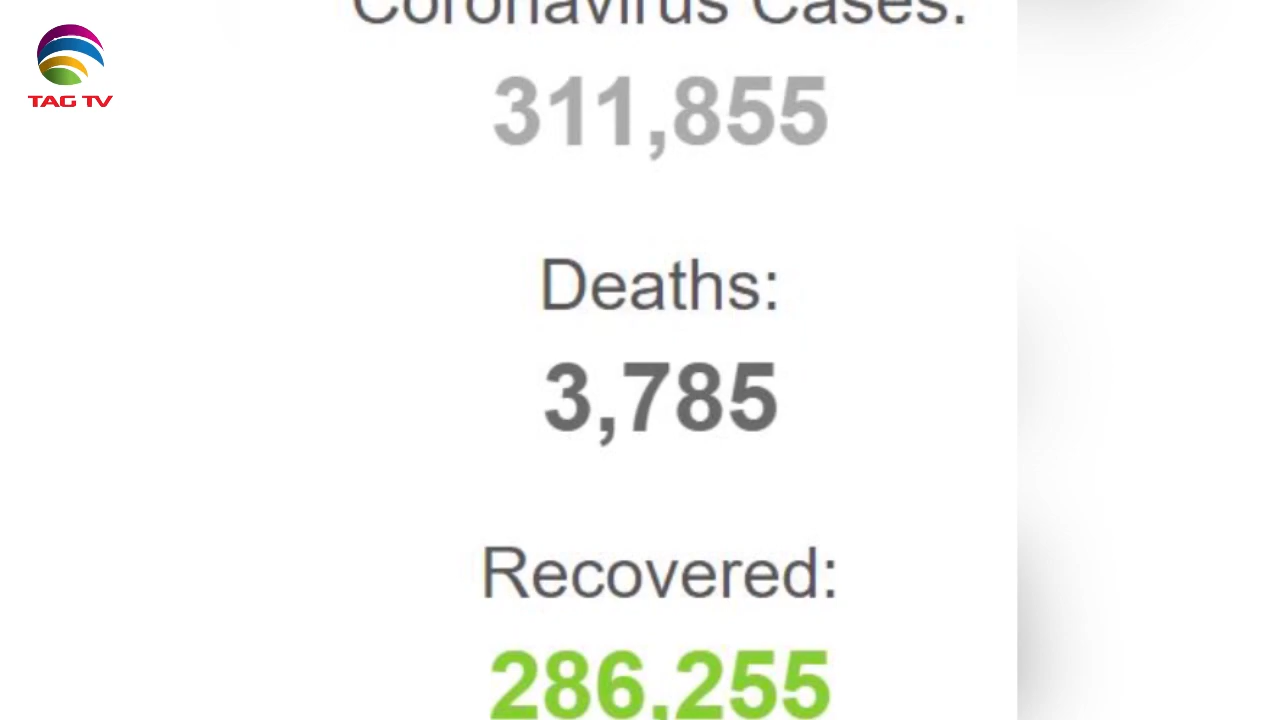 TAG TV
Coronavirus Cases:
311,855
Deaths:
3,785
Recovered:
286,255